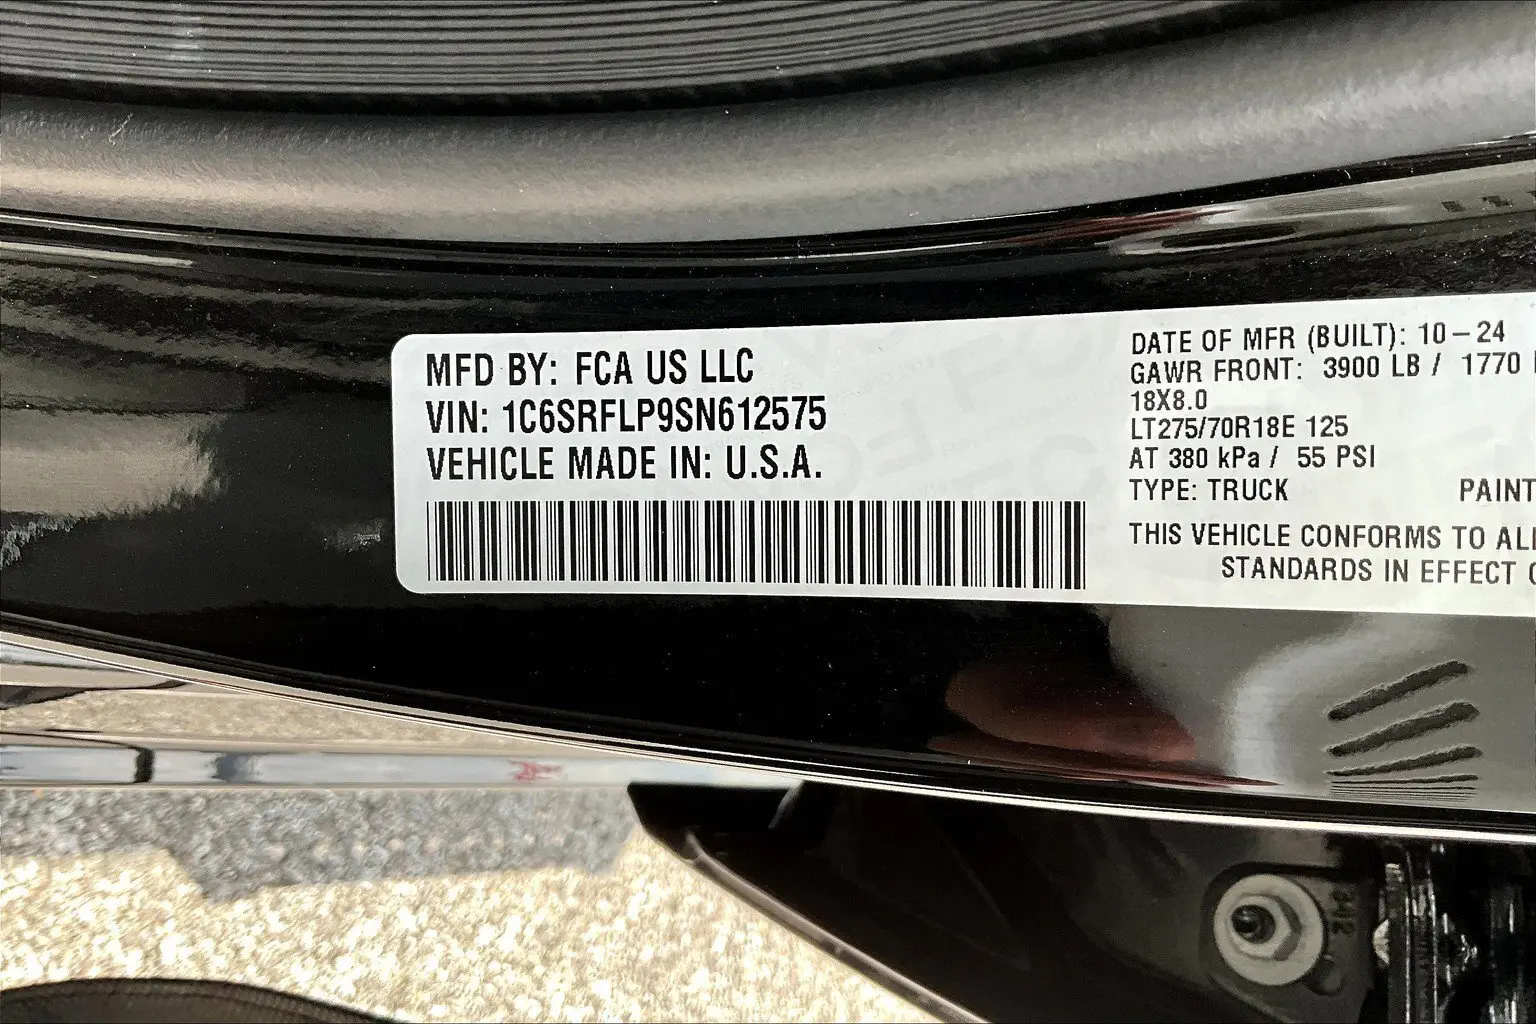 MFD BY: FCA US LLC
VIN: 1C6SRFLP9SN612575
VEHICLE MADE IN: U.S.A.
DATE OF MFR (BUILT): 10-24
GAWR FRONT: 3900 LB / 1770
18X8.0
LT275/70R18E 125
AT 380 kPa / 55 PSI
TYPE: TRUCK PAINT
THIS VEHICLE CONFORMS TO AL
STANDARDS IN EFFECT